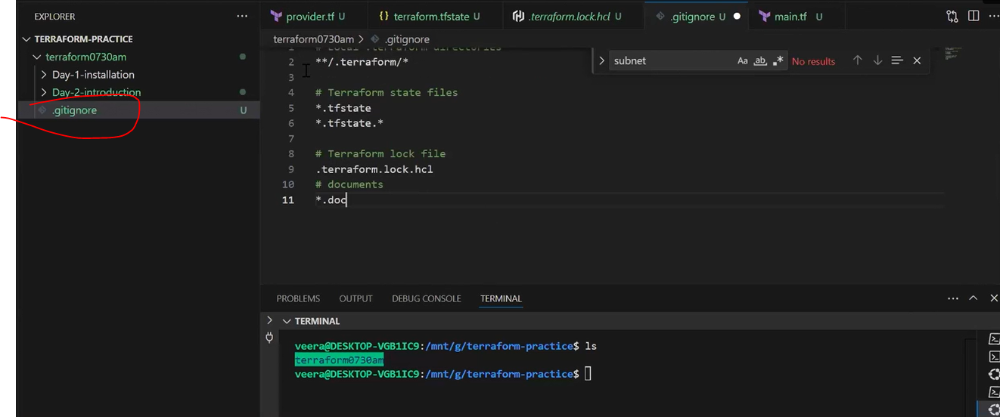 EXPLORER
TERRAFORM-PRACTICE
terraform0730am
Day-1-installation
Day-2-introduction
.gitignore U
provider.tf U
terraform.tfstate U
.terraform.lock.hcl U
.gitignore U
main.tf U
terraform0730am > .gitignore
subnet Aa ab .* No results
1 # Local .terraform directories
2 **/.terraform/*
3
4 # Terraform state files
5 *.tfstate
6 *.tfstate.*
7
8 # Terraform lock file
9 .terraform.lock.hcl
10 # documents
11 *.doc
PROBLEMS OUTPUT DEBUG CONSOLE TERMINAL
TERMINAL
veera@DESKTOP-VGB1IC9:/mnt/g/terraform-practice$ ls
terraform0730am
veera@DESKTOP-VGB1IC9:/mnt/g/terraform-practice$